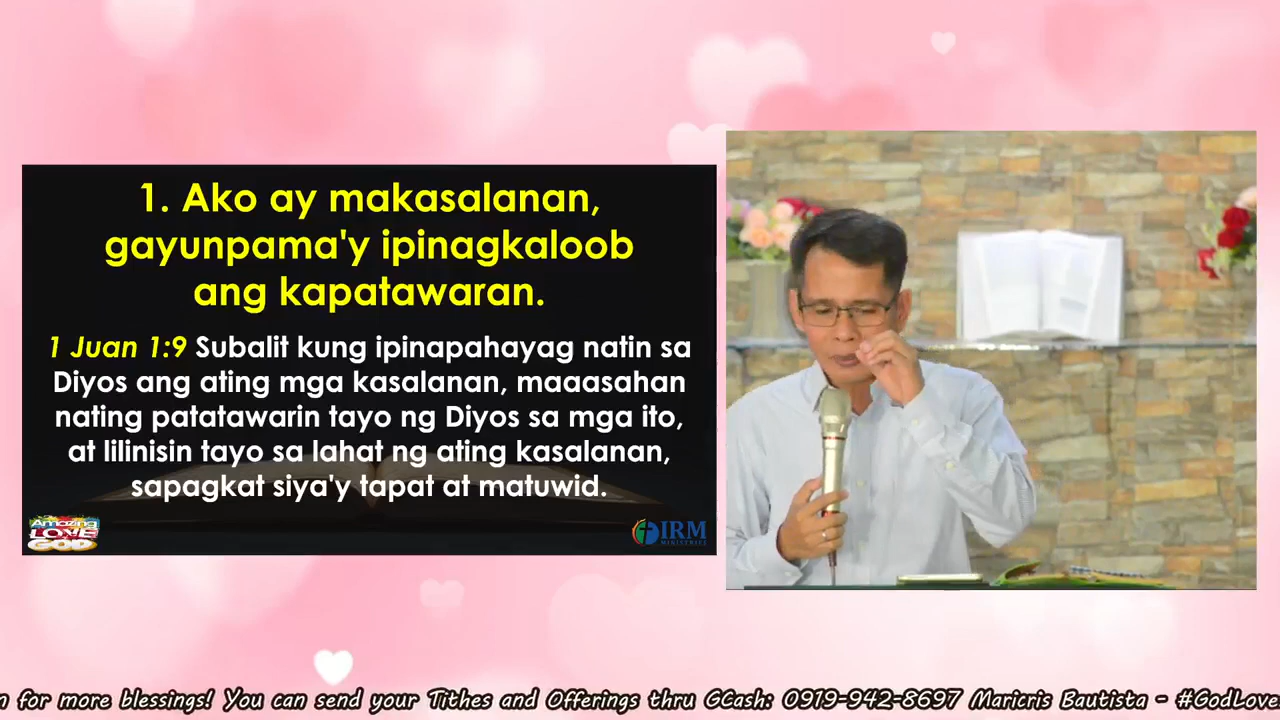 1. Ako ay makasalanan,
gayunpama'y ipinagkaloob
ang kapatawaran.
1 Juan 1:9 Subalit kung ipinapahayag natin sa
Diyos ang ating mga kasalanan, maaasahan
nating patatawarin tayo ng Diyos sa mga ito,
at lilinisin tayo sa lahat ng ating kasalanan,
sapagkat siya'y tapat at matuwid.
Amazing
LOVE
GOD
IRM
MINISTRIES
for more blessings! You can send your Tithes and Offerings thru GCash: 0919-942-8697 Maricris Bautista - #GodLove